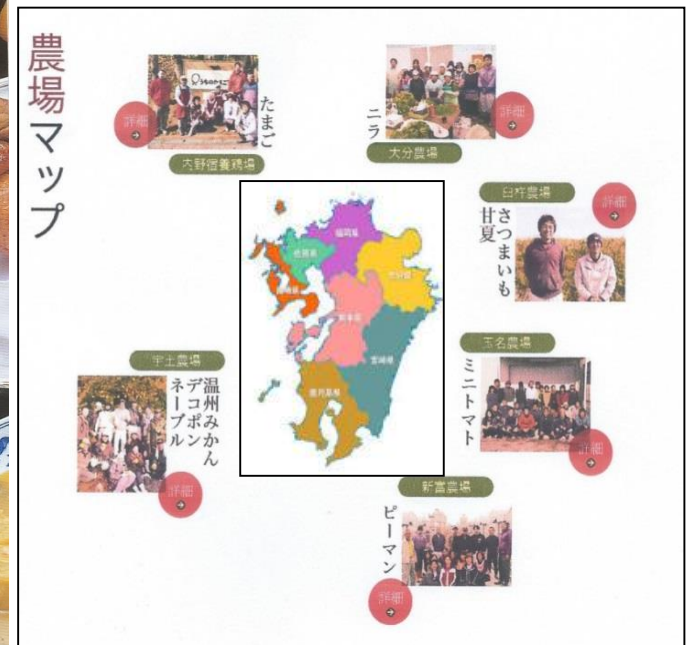 農場マップ
たまご
詳細
内野宿養鶏場
ニラ
詳細
大分農場
臼杵農場
詳細
さつまいも
甘夏
福岡県
佐賀県
大分県
長崎県
熊本県
宮崎県
鹿児島県
宇土農場
温州みかん
デコポン
ネーブル
詳細
玉名農場
ミニトマト
詳細
新富農場
ピーマン
詳細